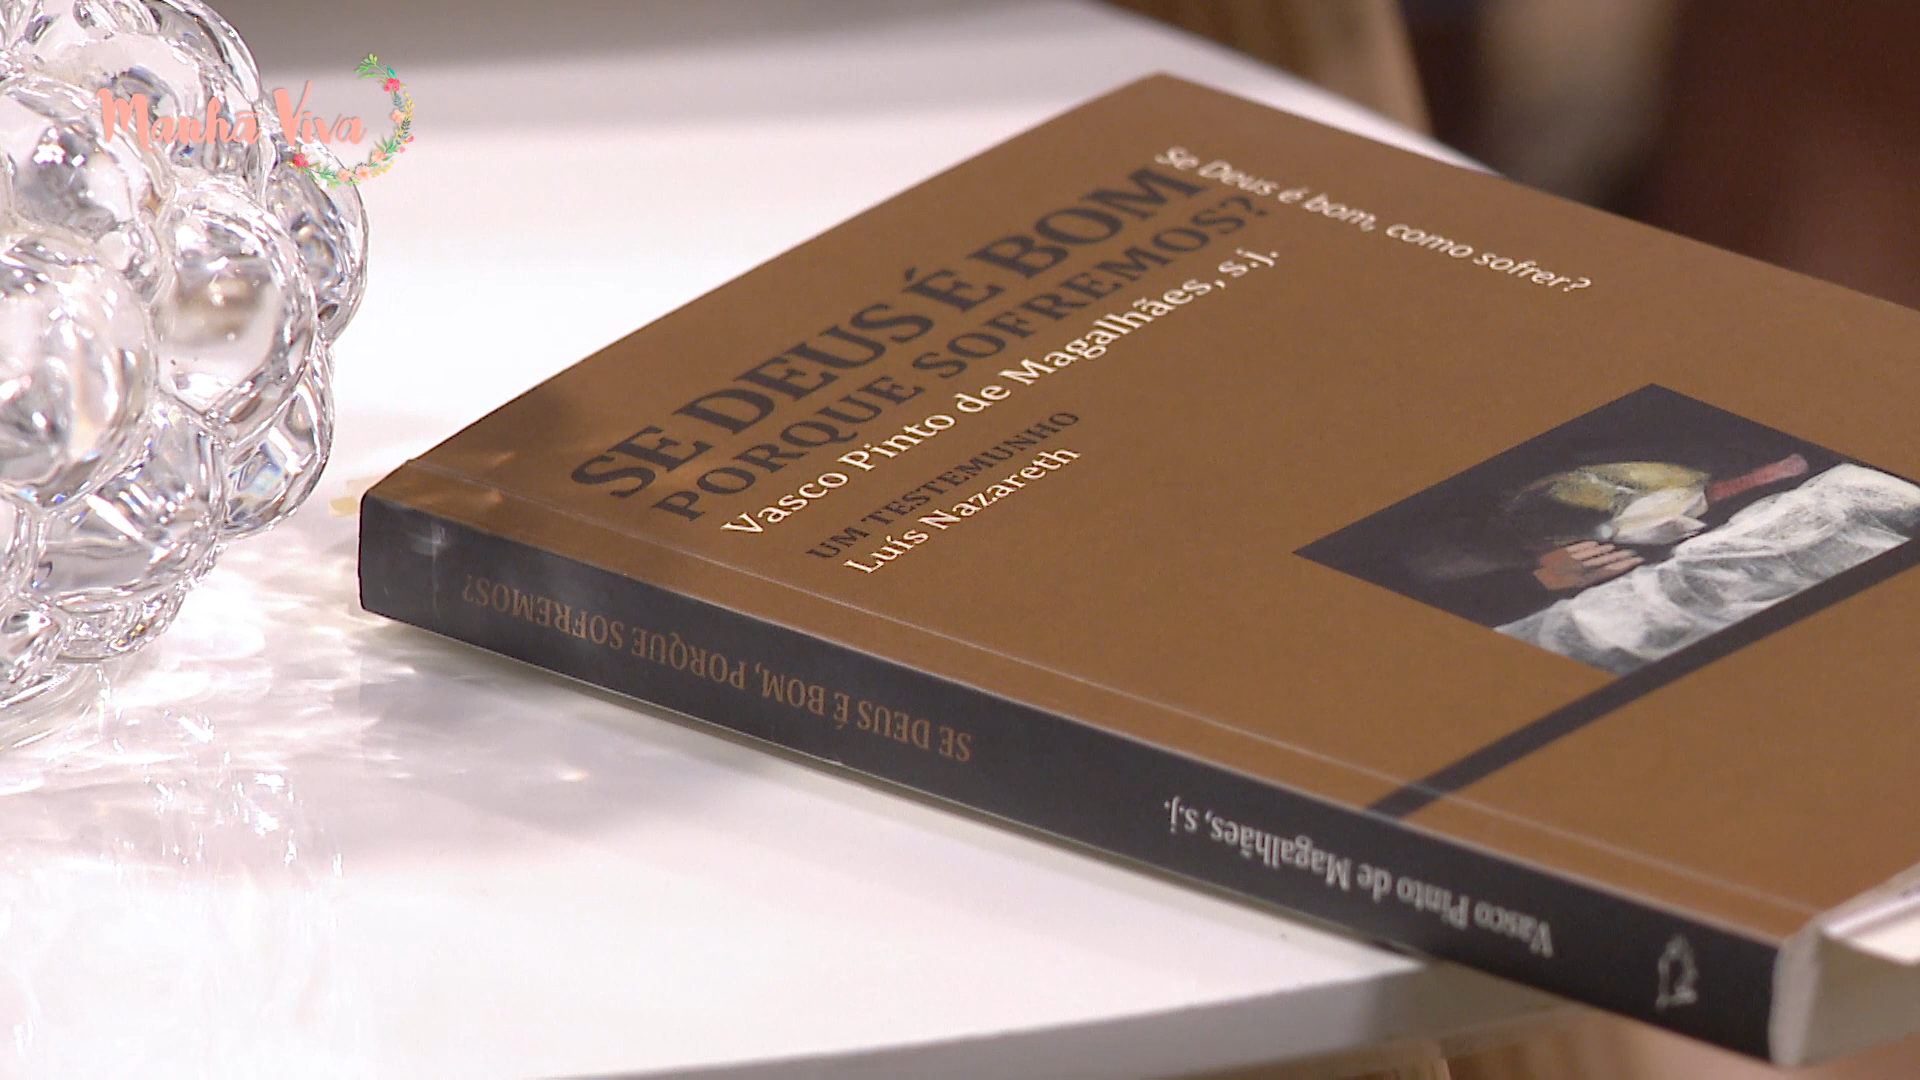 Manhã Viva
Se Deus é bom, como sofrer?
SE DEUS É BOM
PORQUE SOFREMOS?
Vasco Pinto de Magalhães, s.j.
UM TESTEMUNHO
Luís Nazareth
Vasco Pinto de Magalhães, s.j.
SE DEUS É BOM, PORQUE SOFREMOS?